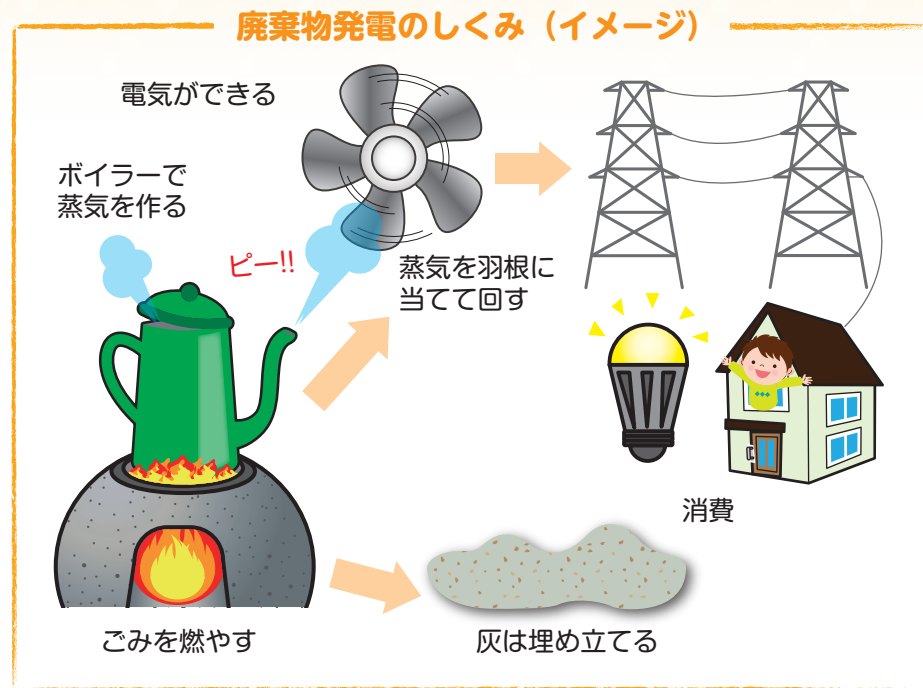 廃棄物発電のしくみ（イメージ）
電気ができる
ボイラーで
蒸気を作る
ピー!!
蒸気を羽根に
当てて回す
消費
ごみを燃やす
灰は埋め立てる